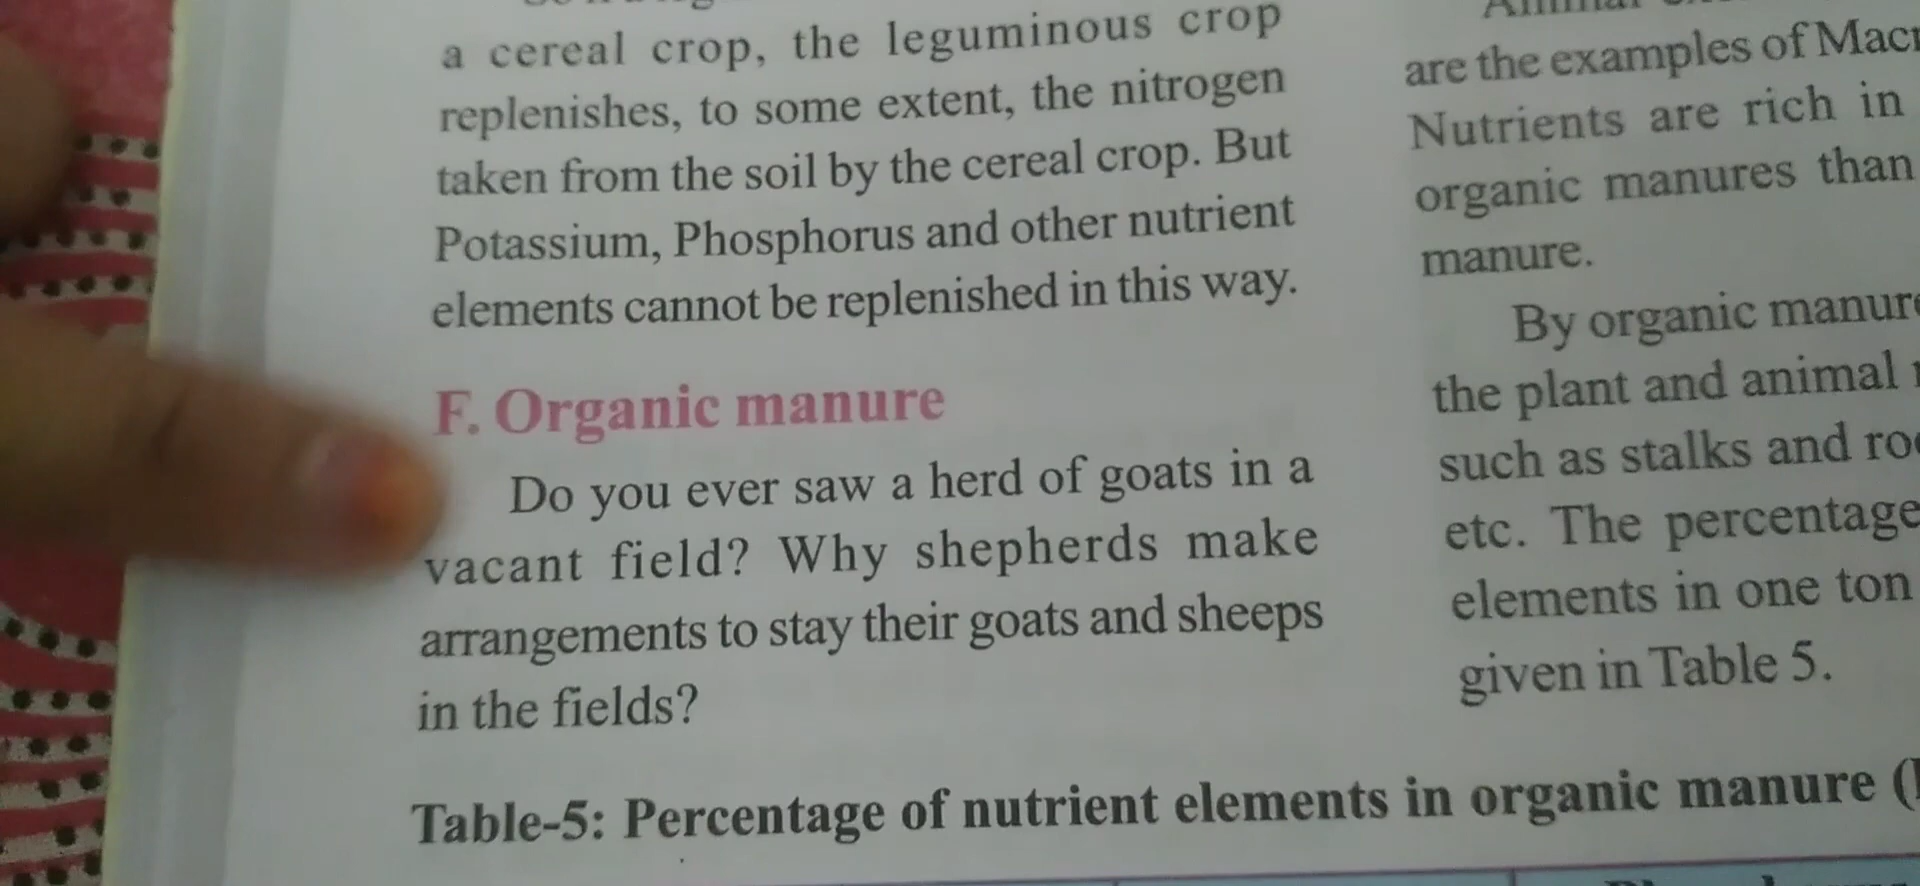 a cereal crop, the leguminous crop
replenishes, to some extent, the nitrogen
taken from the soil by the cereal crop. But
Potassium, Phosphorus and other nutrient
elements cannot be replenished in this way.
F. Organic manure
Do you ever saw a herd of goats in a
vacant field? Why shepherds make
arrangements to stay their goats and sheeps
in the fields?
are the examples of
Nutrients are rich in
organic manures than
manure.
By organic
the plant and animal
such as stalks and
etc. The percentage
elements in one ton
given in Table 5.
Table-5: Percentage of nutrient elements in organic manure (